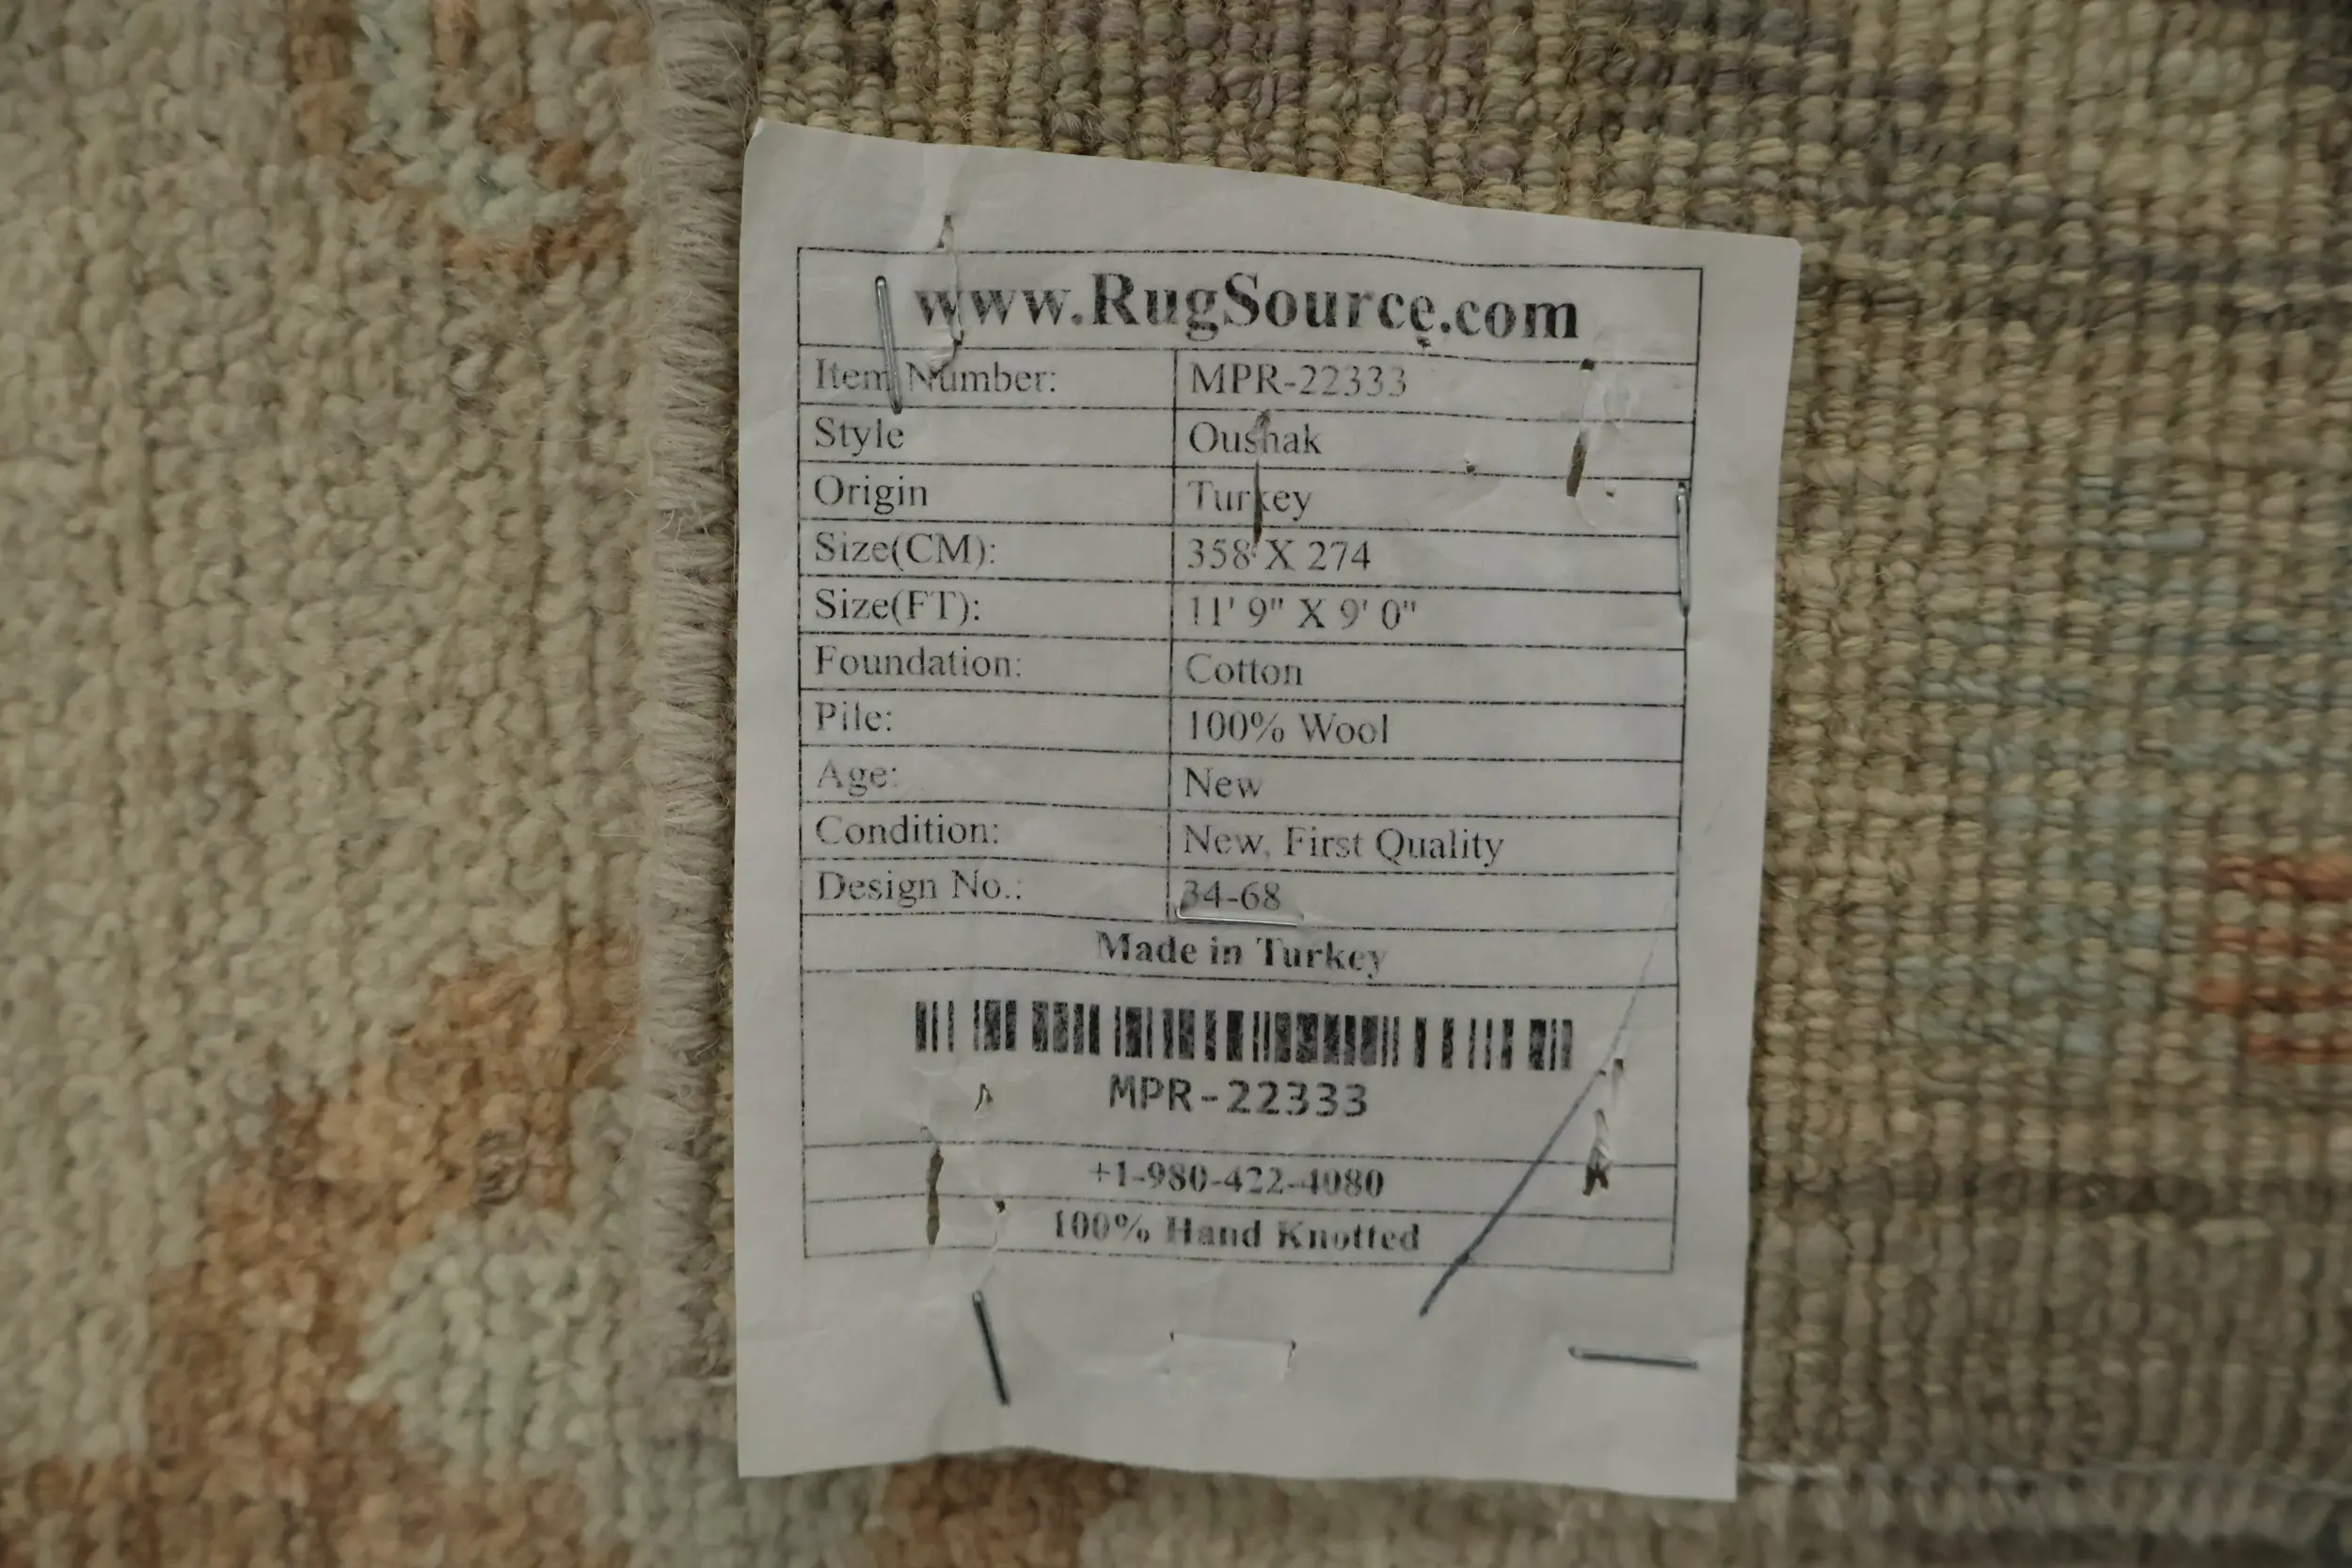 www.RugSource.com
Item Number: MPR-22333
Style Oushak
Origin Turkey
Size(CM): 358 X 274
Size(FT): 11' 9" X 9' 0"
Foundation: Cotton
Pile: 100% Wool
Age: New
Condition: New, First Quality
Design No.: 34-68
Made in Turkey
MPR-22333
+1-980-422-4080
100% Hand Knotted